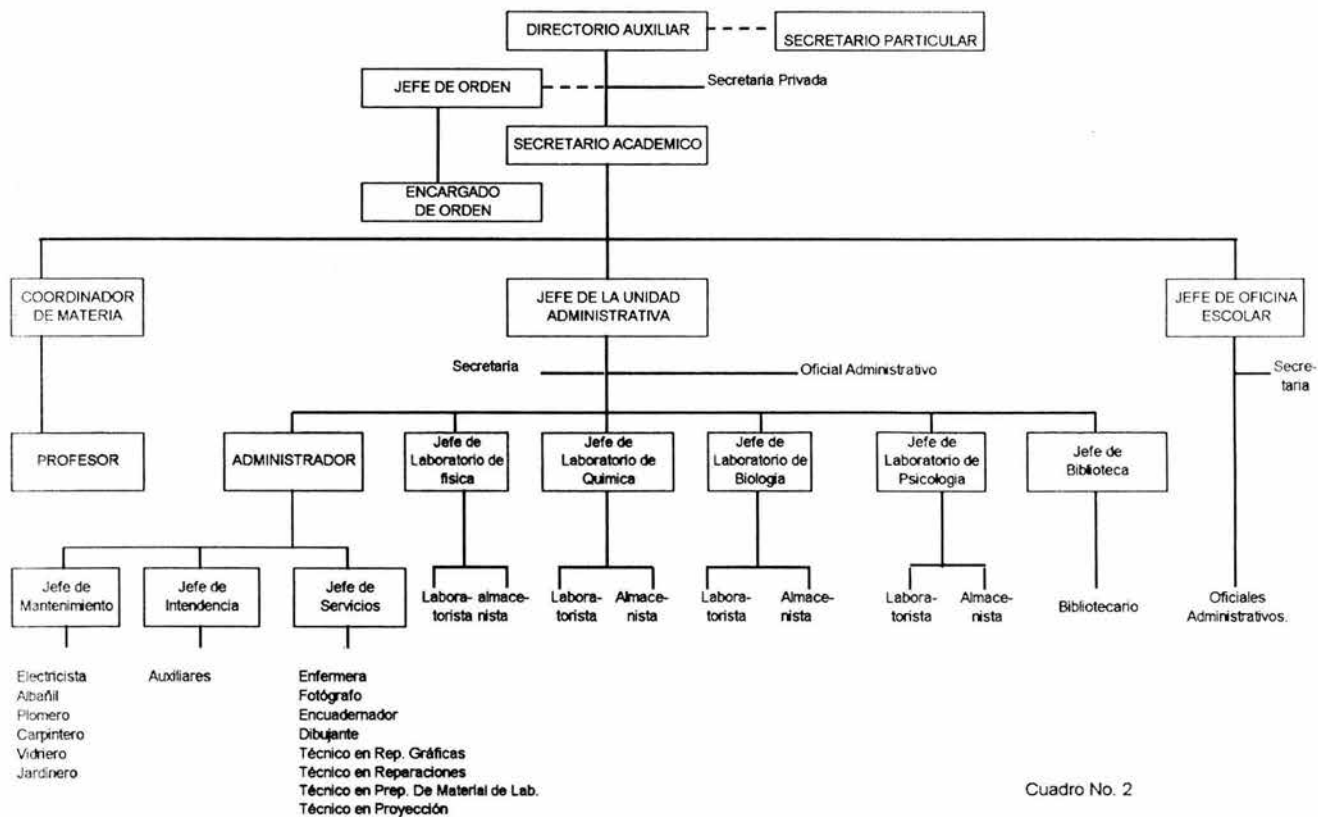 DIRECTORIO AUXILIAR
SECRETARIO PARTICULAR
JEFE DE ORDEN
Secretaria Privada
SECRETARIO ACADEMICO
ENCARGADO
DE ORDEN
COORDINADOR
DE MATERIA
JEFE DE LA UNIDAD
ADMINISTRATIVA
JEFE DE OFICINA
ESCOLAR
Secretaria
Oficial Administrativo
Secre-
taria
PROFESOR
ADMINISTRADOR
Jefe de
Laboratorio de
fisica
Jefe de
Laboratorio de
Quimica
Jefe de
Laboratorio de
Biología
Jefe de
Laboratorio de
Psicologia
Jefe de
Biblioteca
Jefe de
Mantenimiento
Jefe de
Intendencia
Jefe de
Servicios
Labora-
torista
almace-
nista
Labora-
torista
Almace-
nista
Labora-
torista
Almace-
nista
Labora-
torista
Almace-
nista
Bibliotecario
Oficiales
Administrativos.
Electricista
Albañil
Plomero
Carpintero
Vidriero
Jardinero
Auxiliares
Enfermera
Fotógrafo
Encuadernador
Dibujante
Técnico en Rep. Gráficas
Técnico en Reparaciones
Técnico en Prep. De Material de Lab.
Técnico en Proyección
Cuadro No. 2